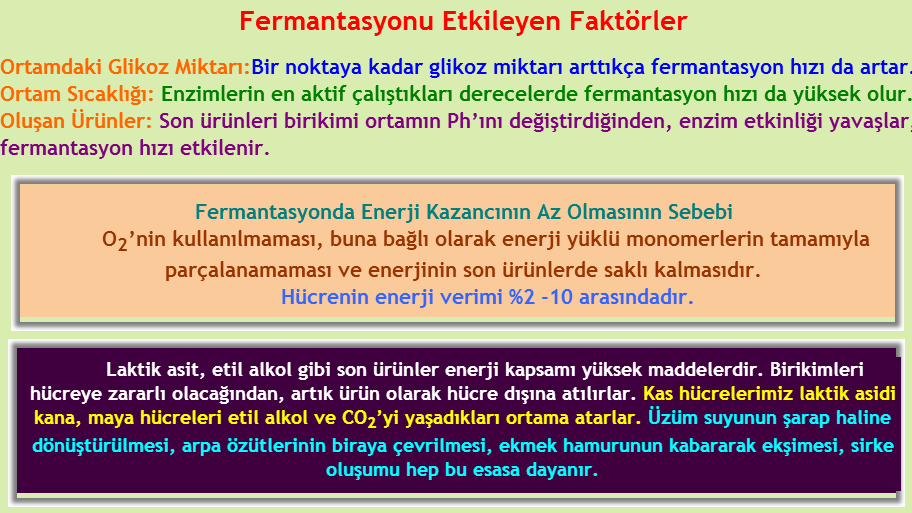 Fermantasyonu Etkileyen Faktörler
Ortamdaki Glikoz Miktarı:Bir noktaya kadar glikoz miktarı arttıkça fermantasyon hızı da artar.
Ortam Sıcaklığı: Enzimlerin en aktif çalıştıkları derecelerde fermantasyon hızı da yüksek olur.
Oluşan Ürünler: Son ürünleri birikimi ortamın Ph’ını değiştirdiğinden, enzim etkinliği yavaşlar,
fermantasyon hızı etkilenir.
Fermantasyonda Enerji Kazancının Az Olmasının Sebebi
O₂’nin kullanılmaması, buna bağlı olarak enerji yüklü monomerlerin tamamıyla
parçalanamaması ve enerjinin son ürünlerde saklı kalmasıdır.
Hücrenin enerji verimi %2 -10 arasındadır.
Laktik asit, etil alkol gibi son ürünler enerji kapsamı yüksek maddelerdir. Birikimleri
hücreye zararlı olacağından, artık ürün olarak hücre dışına atılırlar. Kas hücrelerimiz laktik asidi
kana, maya hücreleri etil alkol ve CO₂’yi yaşadıkları ortama atarlar. Üzüm suyunun şarap haline
dönüştürülmesi, arpa özütlerinin biraya çevrilmesi, ekmek hamurunun kabararak ekşimesi, sirke
oluşumu hep bu esasa dayanır.